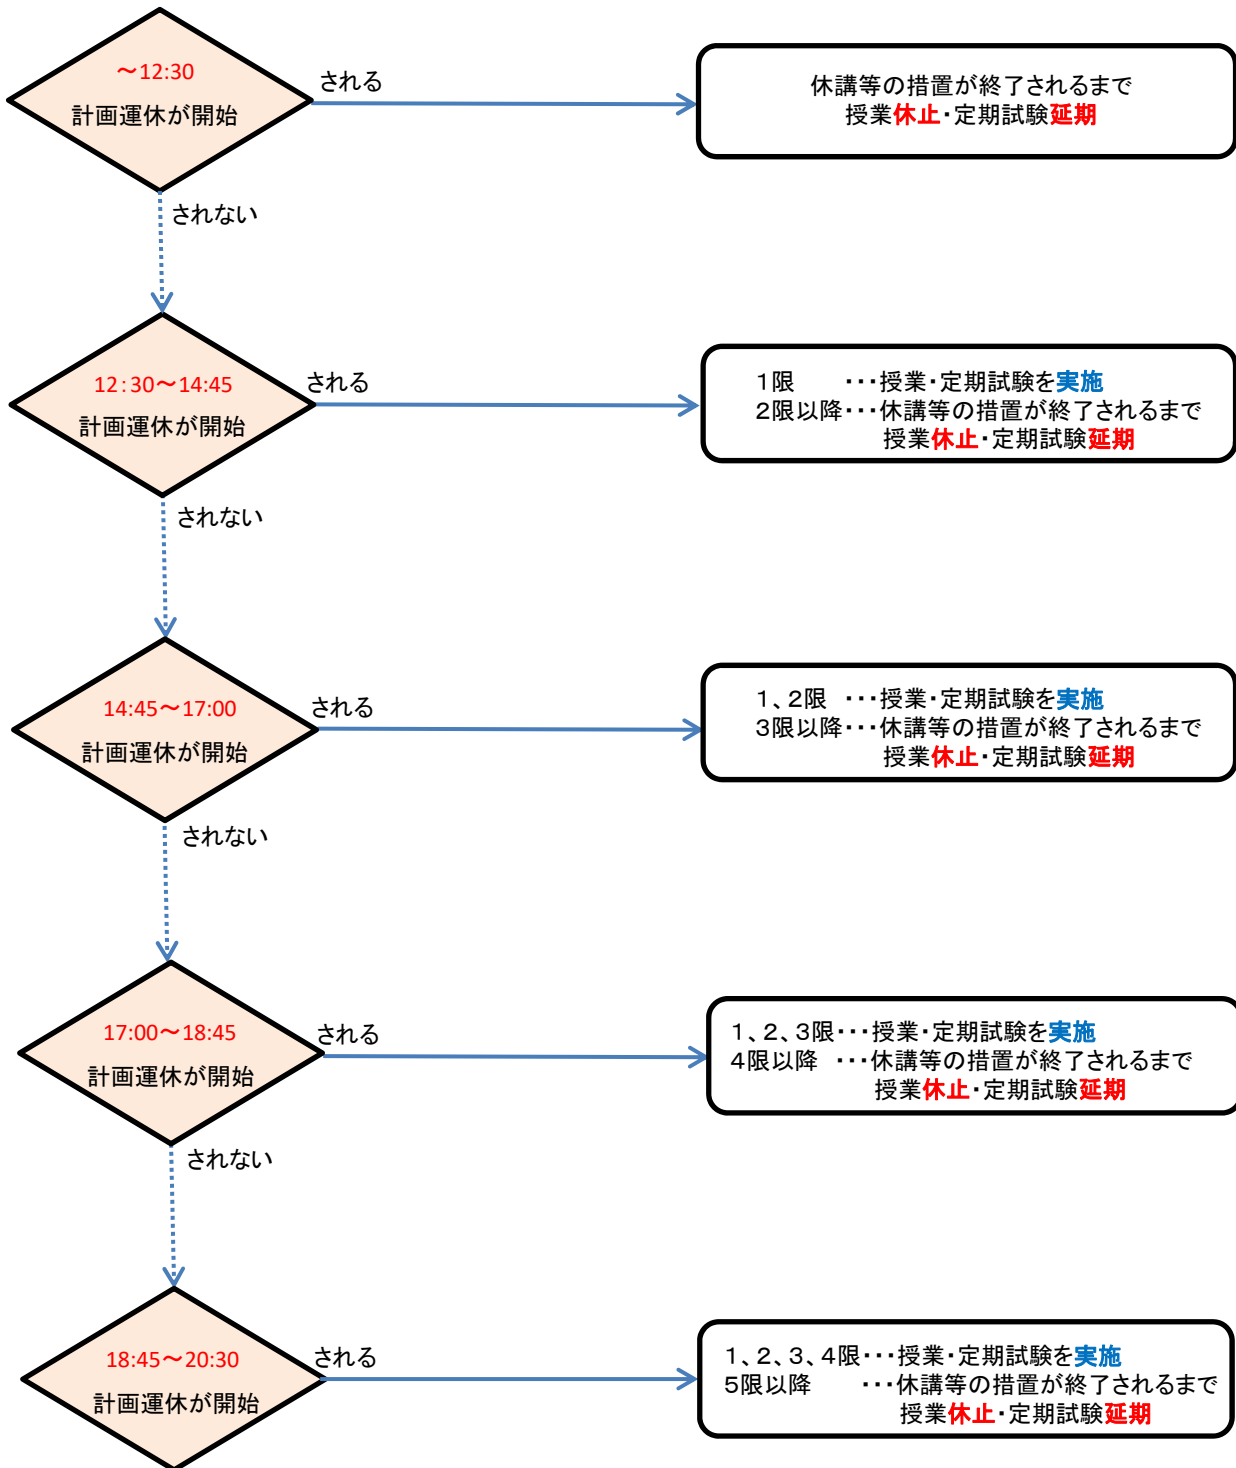 ～12:30
計画運休が開始
される
休講等の措置が終了されるまで
授業休止・定期試験延期
されない
12：30～14:45
計画運休が開始
される
1限　　・・・授業・定期試験を実施
2限以降・・・休講等の措置が終了されるまで
授業休止・定期試験延期
されない
14:45～17:00
計画運休が開始
される
1、2限　・・・授業・定期試験を実施
3限以降・・・休講等の措置が終了されるまで
授業休止・定期試験延期
されない
17:00～18:45
計画運休が開始
される
1、2、3限・・・授業・定期試験を実施
4限以降　・・・休講等の措置が終了されるまで
授業休止・定期試験延期
されない
18:45～20:30
計画運休が開始
される
1、2、3、4限・・・授業・定期試験を実施
5限以降　　・・・休講等の措置が終了されるまで
授業休止・定期試験延期